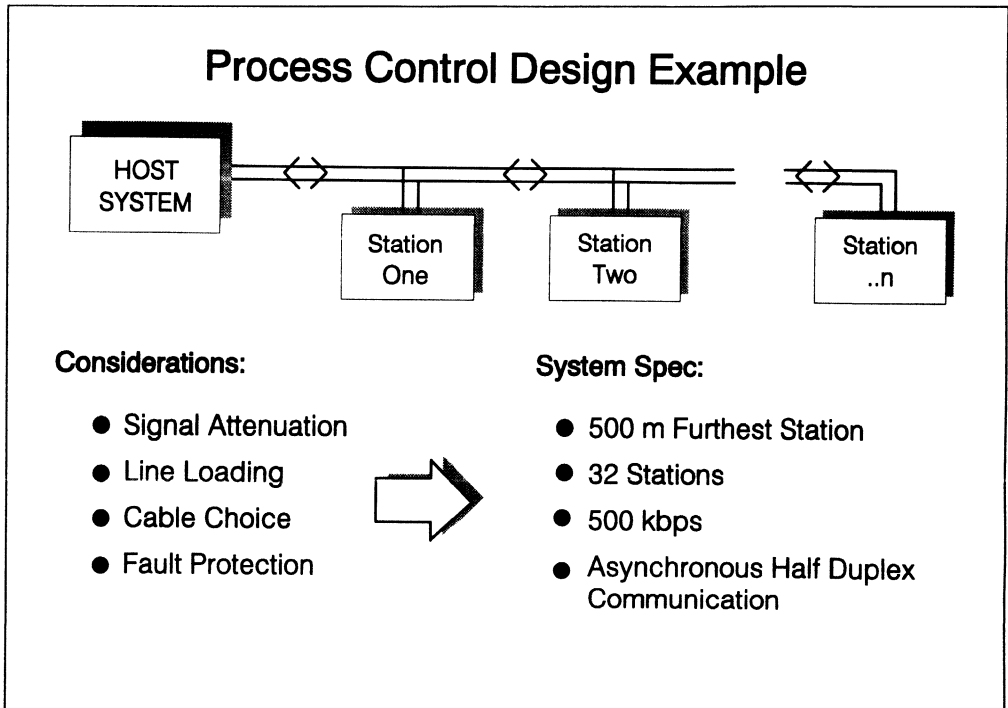 Process Control Design Example
HOST
SYSTEM
Station
One
Station
Two
Station
..n
Considerations:
● Signal Attenuation
● Line Loading
● Cable Choice
● Fault Protection
System Spec:
● 500 m Furthest Station
● 32 Stations
● 500 kbps
● Asynchronous Half Duplex
Communication